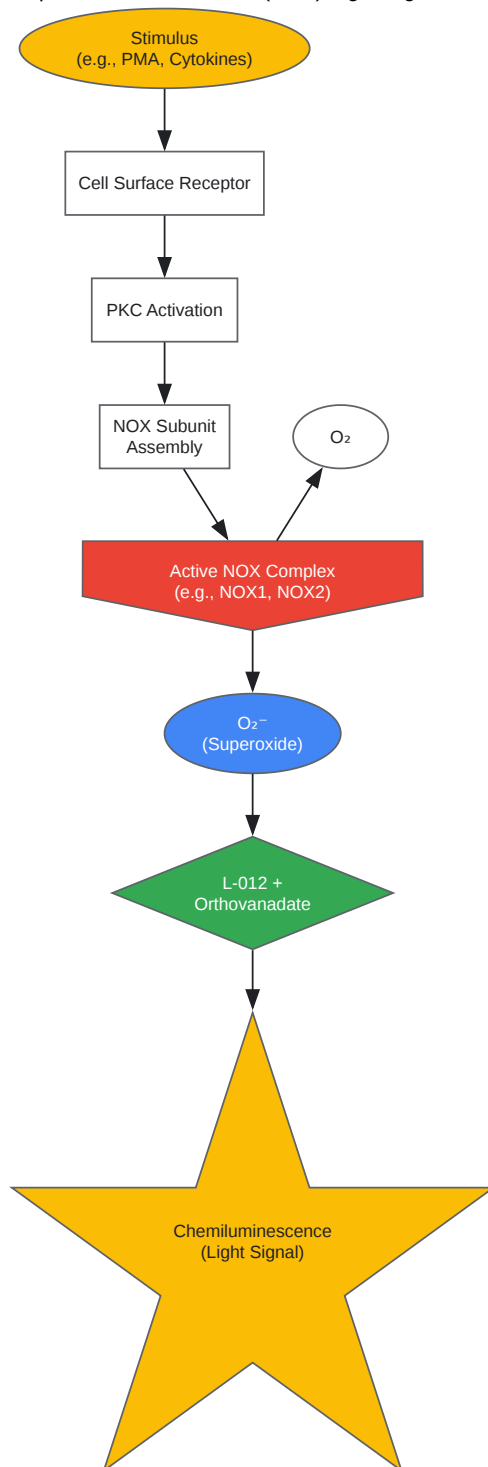 Stimulus
(e.g., PMA, Cytokines)
Cell Surface Receptor
PKC Activation
NOX Subunit
Assembly
O₂
Active NOX Complex
(e.g., NOX1, NOX2)
O₂⁻
(Superoxide)
L-012 +
Orthovanadate
Chemiluminescence
(Light Signal)